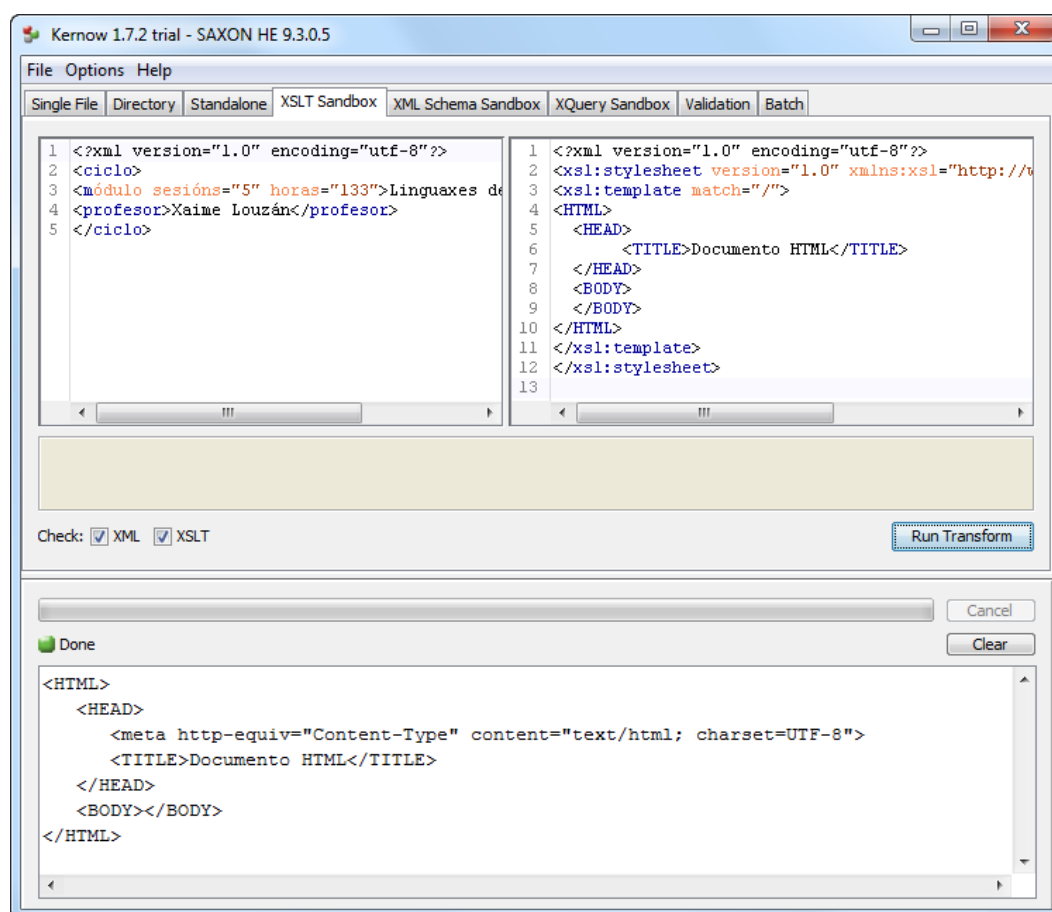 Kernow 1.7.2 trial - SAXON HE 9.3.0.5
File Options Help
Single File Directory Standalone XSLT Sandbox XML Schema Sandbox XQuery Sandbox Validation Batch
1 <?xml version="1.0" encoding="utf-8"?>
2 <ciclo>
3 <módulo sesións="5" horas="133">Linguaxes de
4 <profesor>Xaime Louzán</profesor>
5 </ciclo>
1 <?xml version="1.0" encoding="utf-8"?>
2 <xsl:stylesheet version="1.0" xmlns:xsl="http://w
3 <xsl:template match="/">
4 <HTML>
5 <HEAD>
6 <TITLE>Documento HTML</TITLE>
7 </HEAD>
8 <BODY>
9 </BODY>
10 </HTML>
11 </xsl:template>
12 </xsl:stylesheet>
13
Check: XML XSLT
Run Transform
Cancel
Done
Clear
<HTML>
<HEAD>
<meta http-equiv="Content-Type" content="text/html; charset=UTF-8">
<TITLE>Documento HTML</TITLE>
</HEAD>
<BODY></BODY>
</HTML>